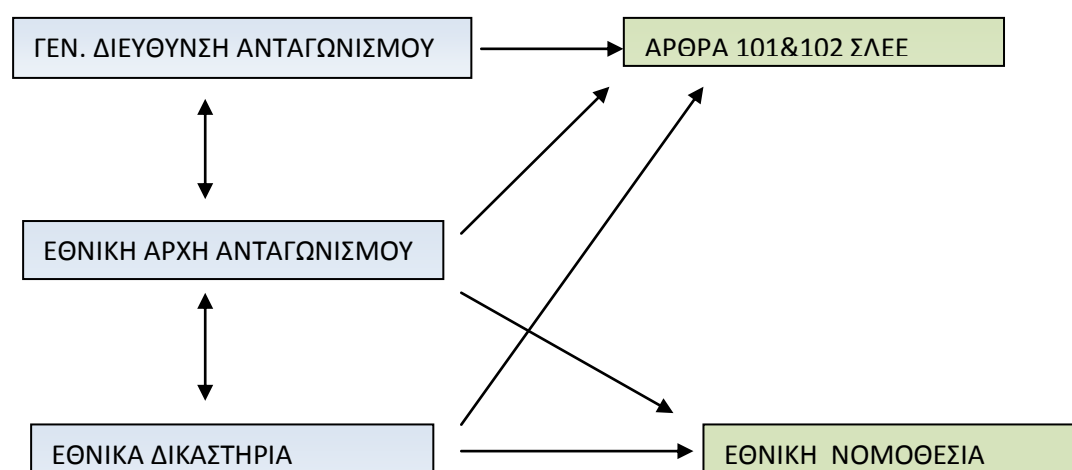 ΓΕΝ. ΔΙΕΥΘΥΝΣΗ ΑΝΤΑΓΩΝΙΣΜΟΥ
ΑΡΘΡΑ 101&102 ΣΛΕΕ
ΕΘΝΙΚΗ ΑΡΧΗ ΑΝΤΑΓΩΝΙΣΜΟΥ
ΕΘΝΙΚΑ ΔΙΚΑΣΤΗΡΙΑ
ΕΘΝΙΚΗ ΝΟΜΟΘΕΣΙΑ